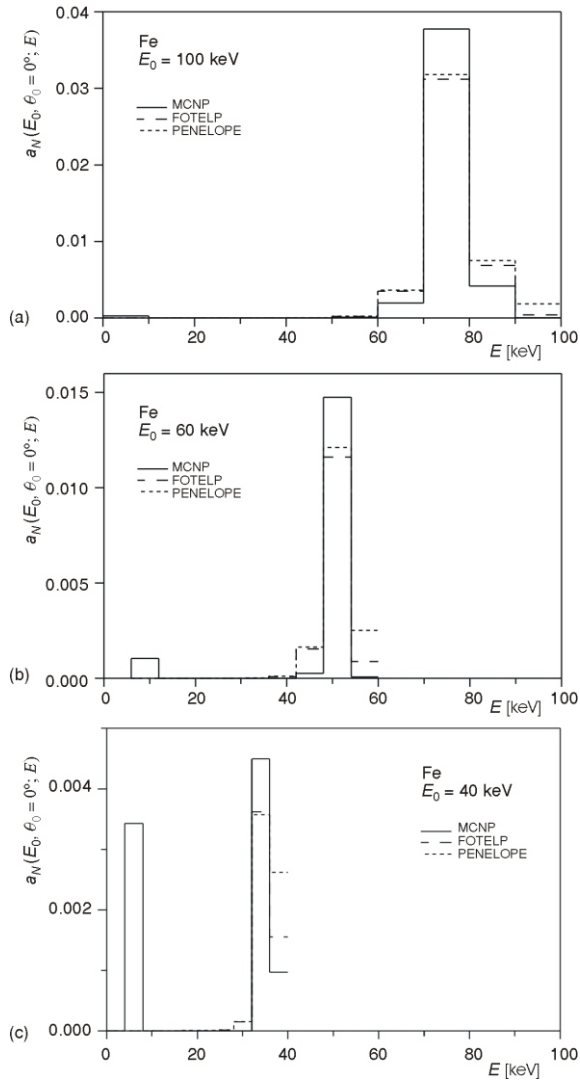 0.04
Fe
E₀ = 100 keV
MCNP
FOTELP
PENELOPE
0.03
0.02
0.01
0.00
a_N(E₀, θ₀ = 0°; E)
(a)
0 20 40 60 80 100
E [keV]
0.015
Fe
E₀ = 60 keV
MCNP
FOTELP
PENELOPE
0.010
0.005
0.000
a_N(E₀, θ₀ = 0°; E)
(b)
0 20 40 60 80 100
E [keV]
0.004
Fe
E₀ = 40 keV
MCNP
FOTELP
PENELOPE
0.002
0.000
a_N(E₀, θ₀ = 0°; E)
(c)
0 20 40 60 80 100
E [keV]